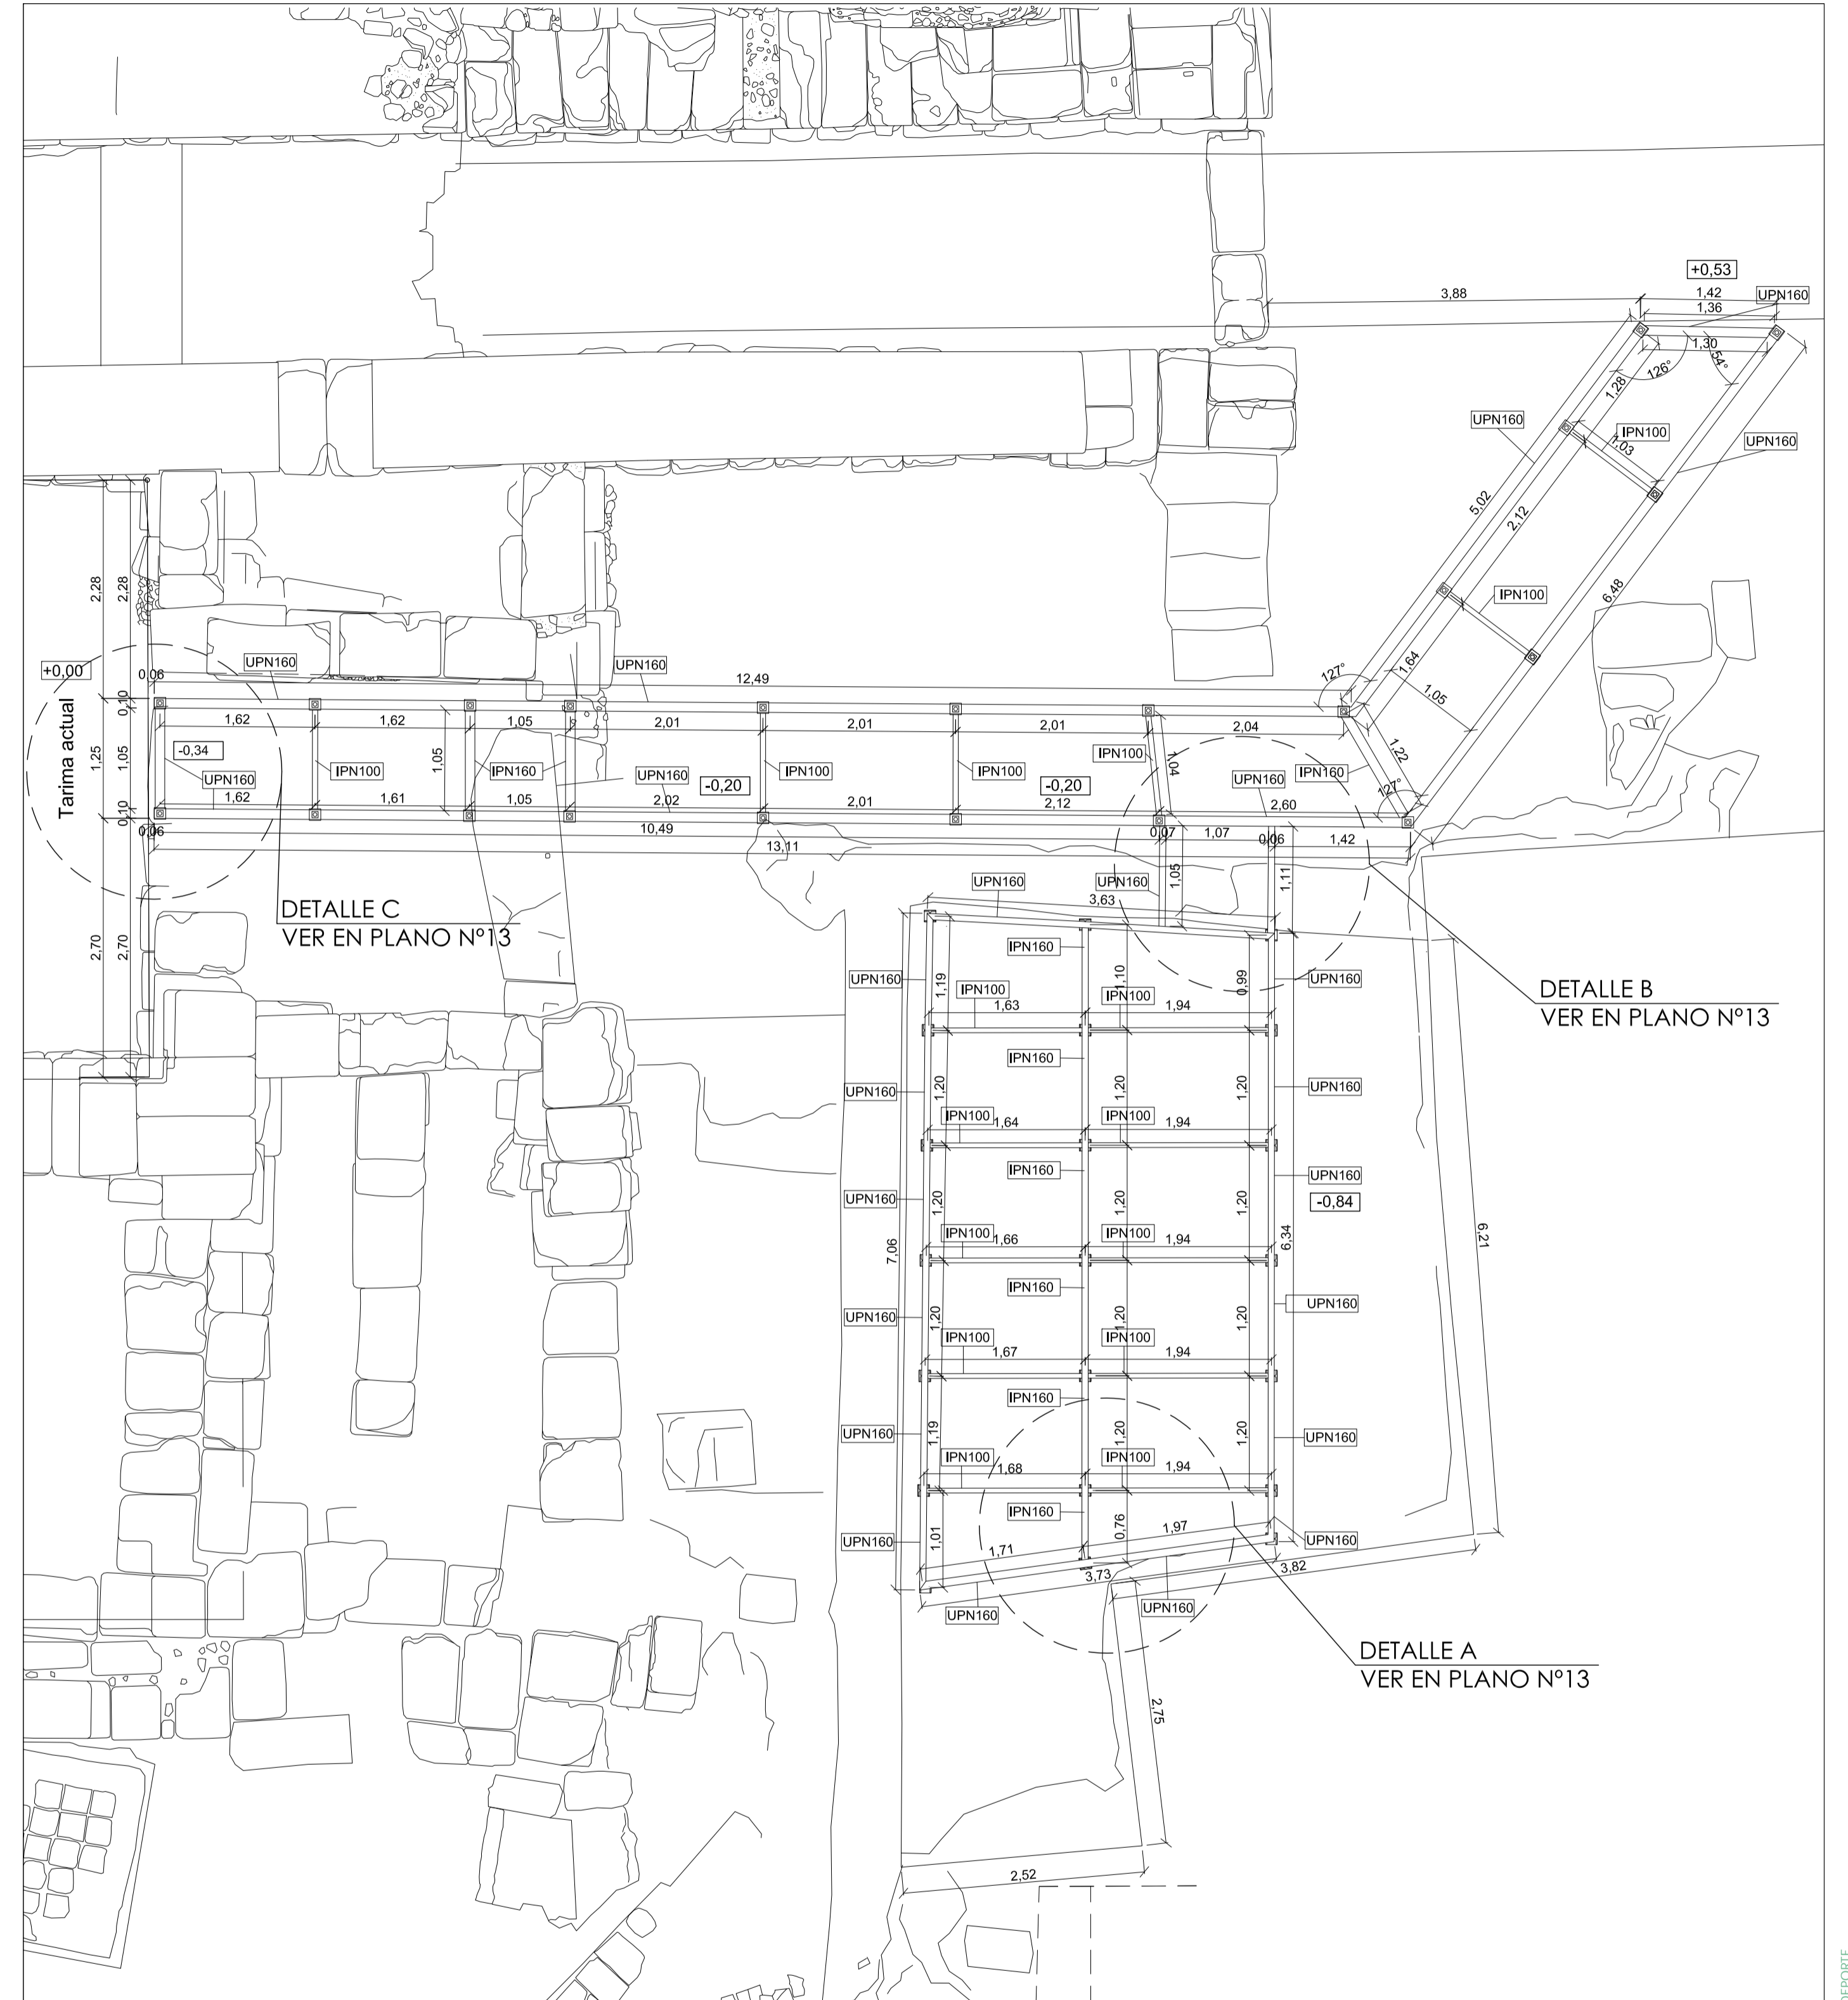 +0,53
3,88
1,42
UPN160
1,36
1,30
54°
126°
1,28
UPN160
IPN100
1,03
UPN160
5,02
2,12
2,28
2,28
IPN100
6,48
+0,00
0,06
UPN160
UPN160
12,49
127°
1,64
1,05
Tarima actual
0,10
1,62
1,62
1,05
2,01
2,01
2,01
2,04
-0,34
1,25
1,05
UPN160
IPN100
1,05
IPN160
UPN160
-0,20
IPN100
IPN100
-0,20
IPN100
1,04
UPN160
IPN160
1,22
127°
1,62
1,61
1,05
2,02
2,01
2,12
2,60
0,10
0,06
10,49
0,07
1,07
0,06
1,42
13,11
DETALLE C
VER EN PLANO Nº13
UPN160
UPN160
1,05
1,11
3,63
2,70
2,70
IPN160
UPN160
1,19
1,10
0,99
UPN160
DETALLE B
VER EN PLANO Nº13
IPN100
IPN100
1,63
1,94
IPN160
UPN160
1,20
1,20
1,20
UPN160
IPN100
1,64
IPN100
1,94
IPN160
UPN160
UPN160
1,20
1,20
1,20
-0,84
7,06
IPN100
1,66
IPN100
1,94
6,34
6,21
IPN160
UPN160
UPN160
1,20
1,20
1,20
IPN100
1,67
IPN100
1,94
IPN160
UPN160
1,19
1,20
1,20
UPN160
IPN100
1,68
IPN100
1,94
IPN160
UPN160
1,01
0,76
1,97
UPN160
1,71
3,73
3,82
UPN160
UPN160
DETALLE A
VER EN PLANO Nº13
2,75
2,52
DEPORTE